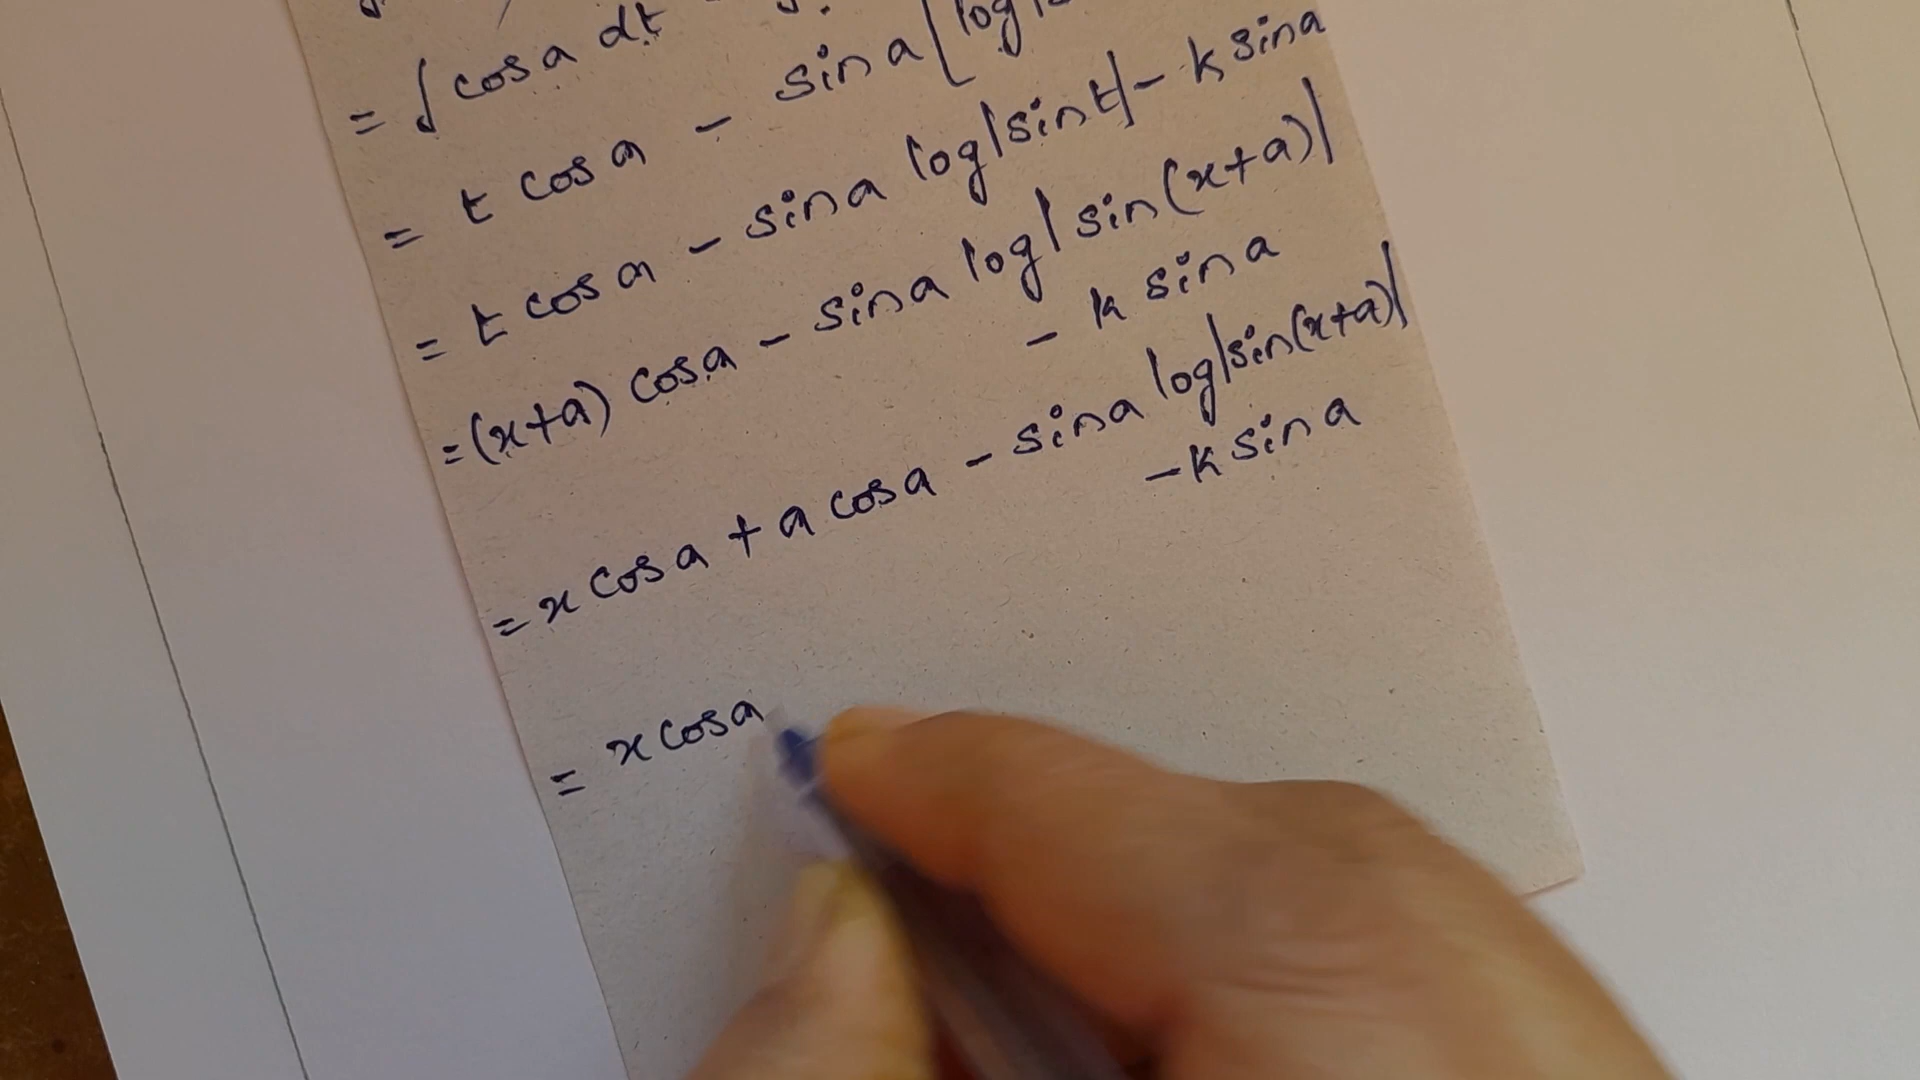 = ∫ cos a dt
= t cos a - sin a [log
= t cos a - sin a log|sin t| - k sin a
= (x+a) cos a - sin a log|sin(x+a)|
- k sin a
= x cos a + a cos a - sin a log|sin(x+a)|
- k sin a
= x cos a